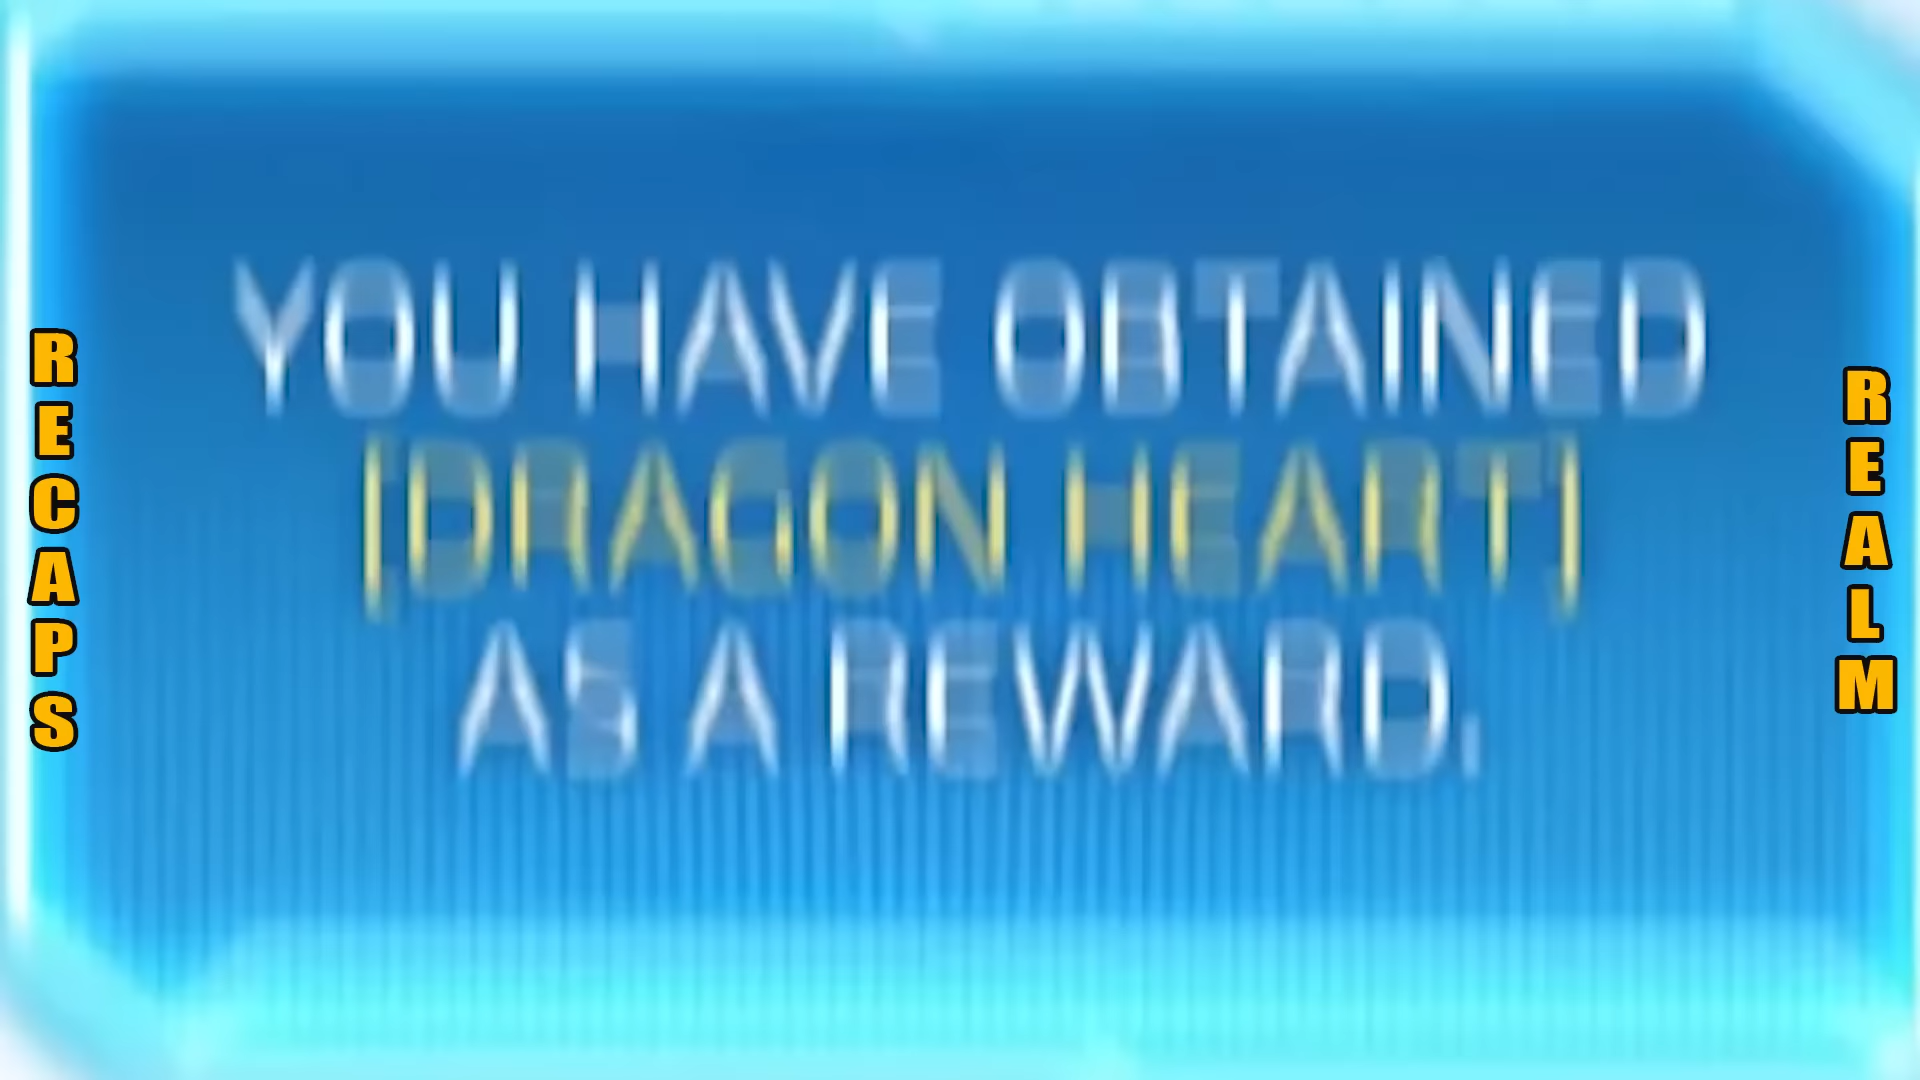 YOU HAVE OBTAINED
[DRAGON HEART]
AS A REWARD.
RECAPS
REALM